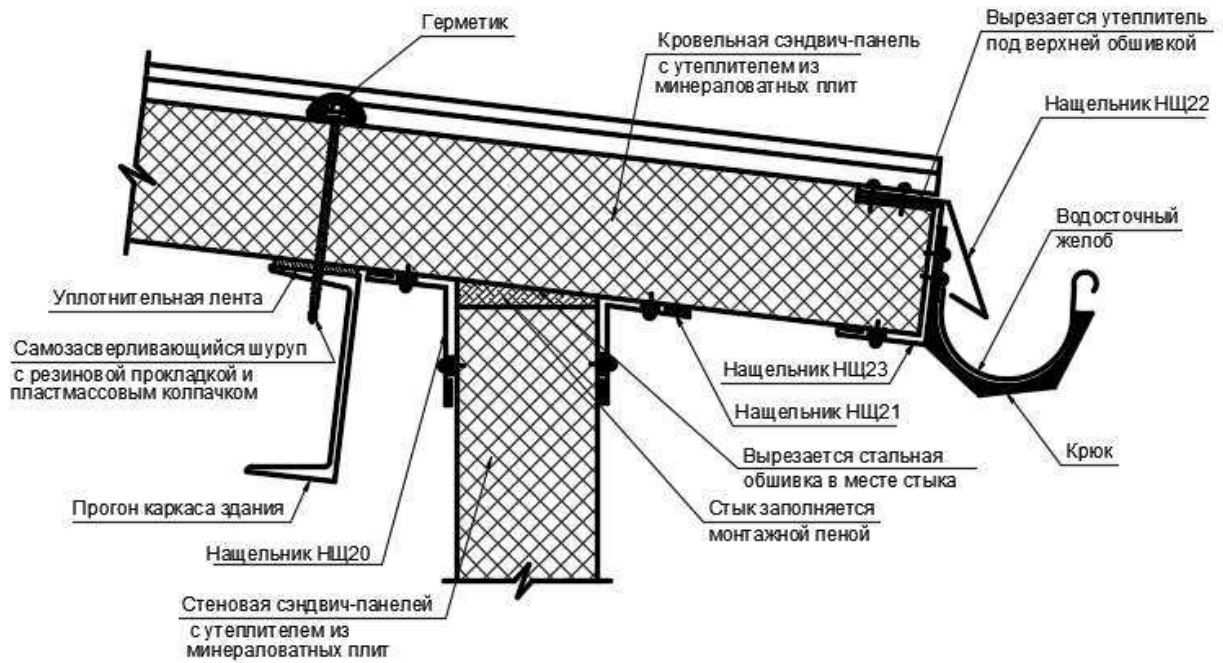 Герметик
Кровельная сэндвич-панель
с утеплителем из
минераловатных плит
Вырезается утеплитель
под верхней обшивкой
Нащельник НЩ22
Водосточный
желоб
Уплотнительная лента
Самозасверливающийся шуруп
с резиновой прокладкой и
пластмассовым колпачком
Нащельник НЩ23
Нащельник НЩ21
Крюк
Вырезается стальная
обшивка в месте стыка
Прогон каркаса здания
Стык заполняется
монтажной пеной
Нащельник НЩ20
Стеновая сэндвич-панелей
с утеплителем из
минераловатных плит